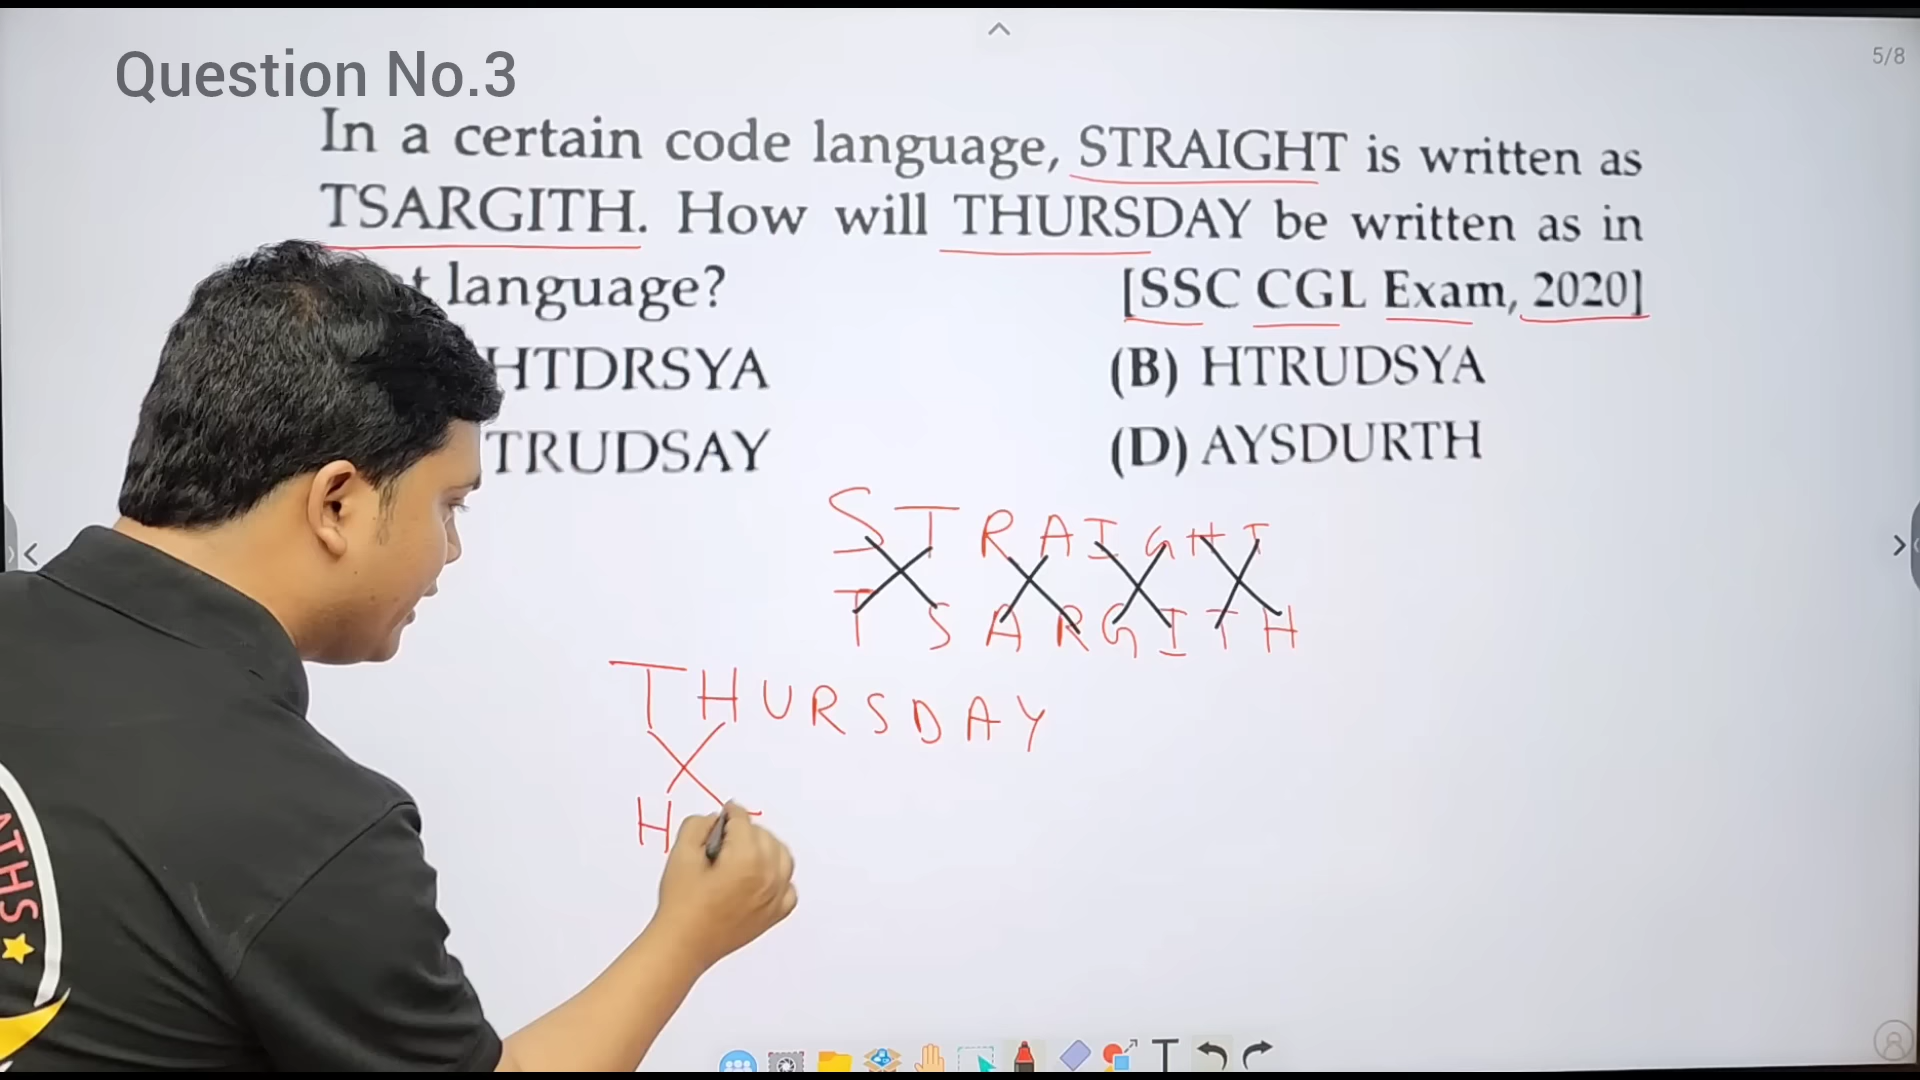 Question No.3
5/8
In a certain code language, STRAIGHT is written as
TSARGITH. How will THURSDAY be written as in
language?
[SSC CGL Exam, 2020]
HTDRSYA
(B) HTRUDSYA
TRUDSAY
(D) AYSDURTH
STRAIGHT
TSARGITH
THURSDAY
H
ATHS
T